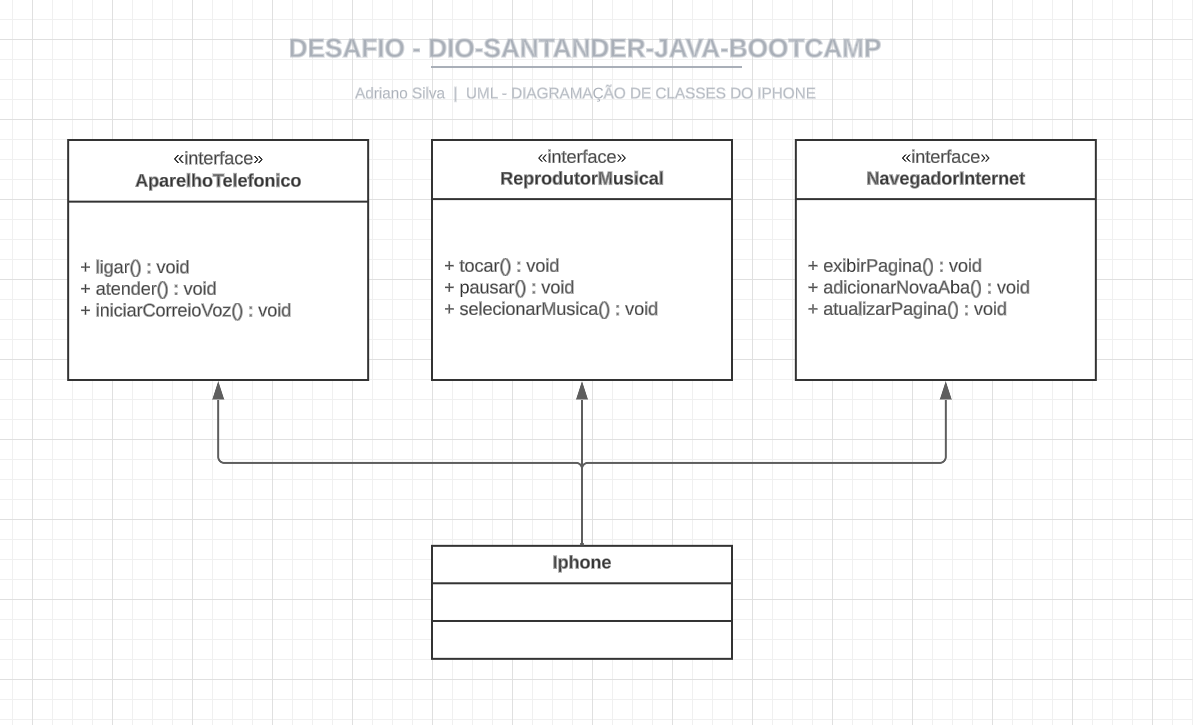 DESAFIO - DIO-SANTANDER-JAVA-BOOTCAMP
Adriano Silva | UML - DIAGRAMAÇÃO DE CLASSES DO IPHONE
«interface»
AparelhoTelefonico
+ ligar() : void
+ atender() : void
+ iniciarCorreioVoz() : void
«interface»
ReprodutorMusical
+ tocar() : void
+ pausar() : void
+ selecionarMusica() : void
«interface»
NavegadorInternet
+ exibirPagina() : void
+ adicionarNovaAba() : void
+ atualizarPagina() : void
Iphone